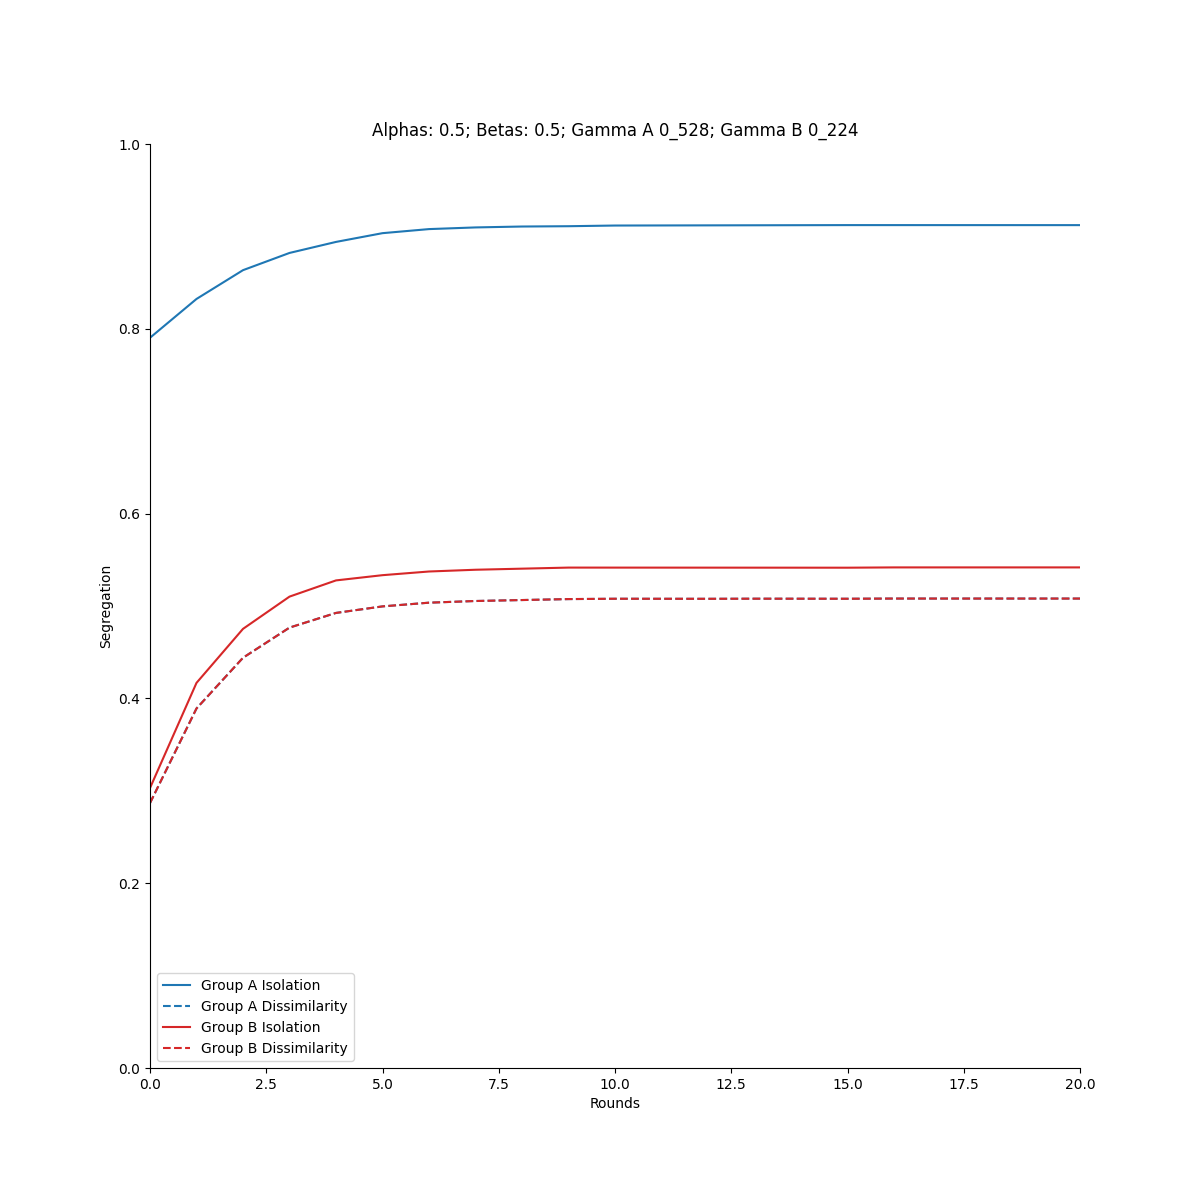 Alphas: 0.5; Betas: 0.5; Gamma A 0_528; Gamma B 0_224
1.0
0.8
0.6
0.4
0.2
0.0
Segregation
Group A Isolation
Group A Dissimilarity
Group B Isolation
Group B Dissimilarity
0.0 2.5 5.0 7.5 10.0 12.5 15.0 17.5 20.0
Rounds